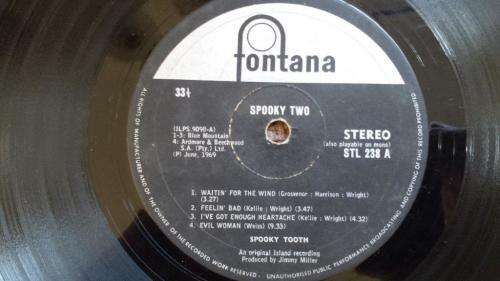 fontana
33⅓
SPOOKY TWO
(ILPS.9098-A)
1-3: Blue Mountain
4: Ardmore & Beechwood
S.A. (Pty.) Ltd.
(P) June, 1969
STEREO
(also playable on mono)
STL 238 A
1. WAITIN' FOR THE WIND (Grosvenor : Harrison : Wright)
(3.27)
2. FEELIN' BAD (Kellie : Wright) (3.47)
3. I'VE GOT ENOUGH HEARTACHE (Kellie : Wright) (4.32)
4. EVIL WOMAN (Weiss) (9.33)
SPOOKY TOOTH
An original Island recording
Produced by Jimmy Miller
ALL RIGHTS OF THE MANUFACTURER AND OF THE OWNER OF THE RECORDED WORK RESERVED. UNAUTHORISED PUBLIC PERFORMANCE BROADCASTING AND COPYING OF THIS RECORD PROHIBITED